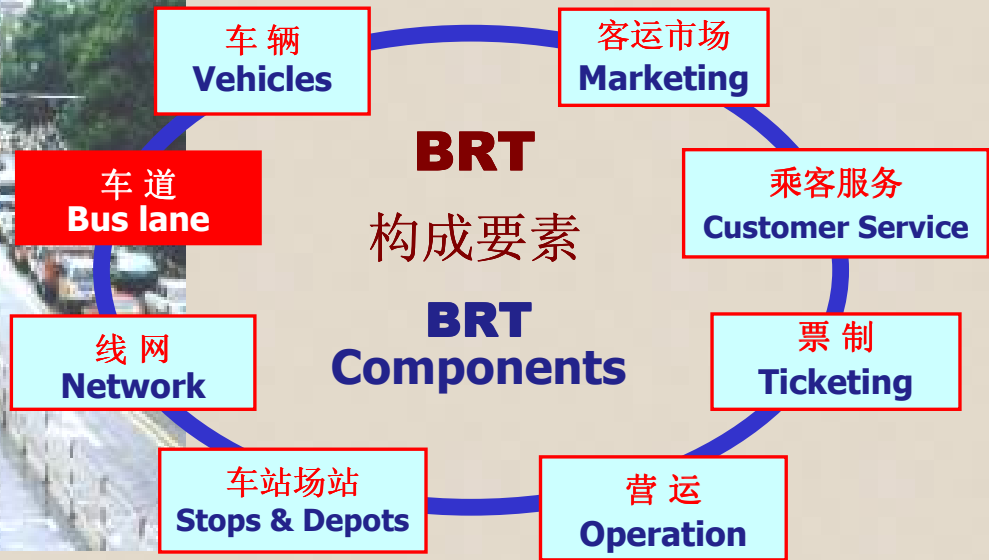 车 辆
Vehicles
客运市场
Marketing
BRT
构成要素
BRT
Components
车 道
Bus lane
乘客服务
Customer Service
线 网
Network
票 制
Ticketing
车站场站
Stops & Depots
营 运
Operation